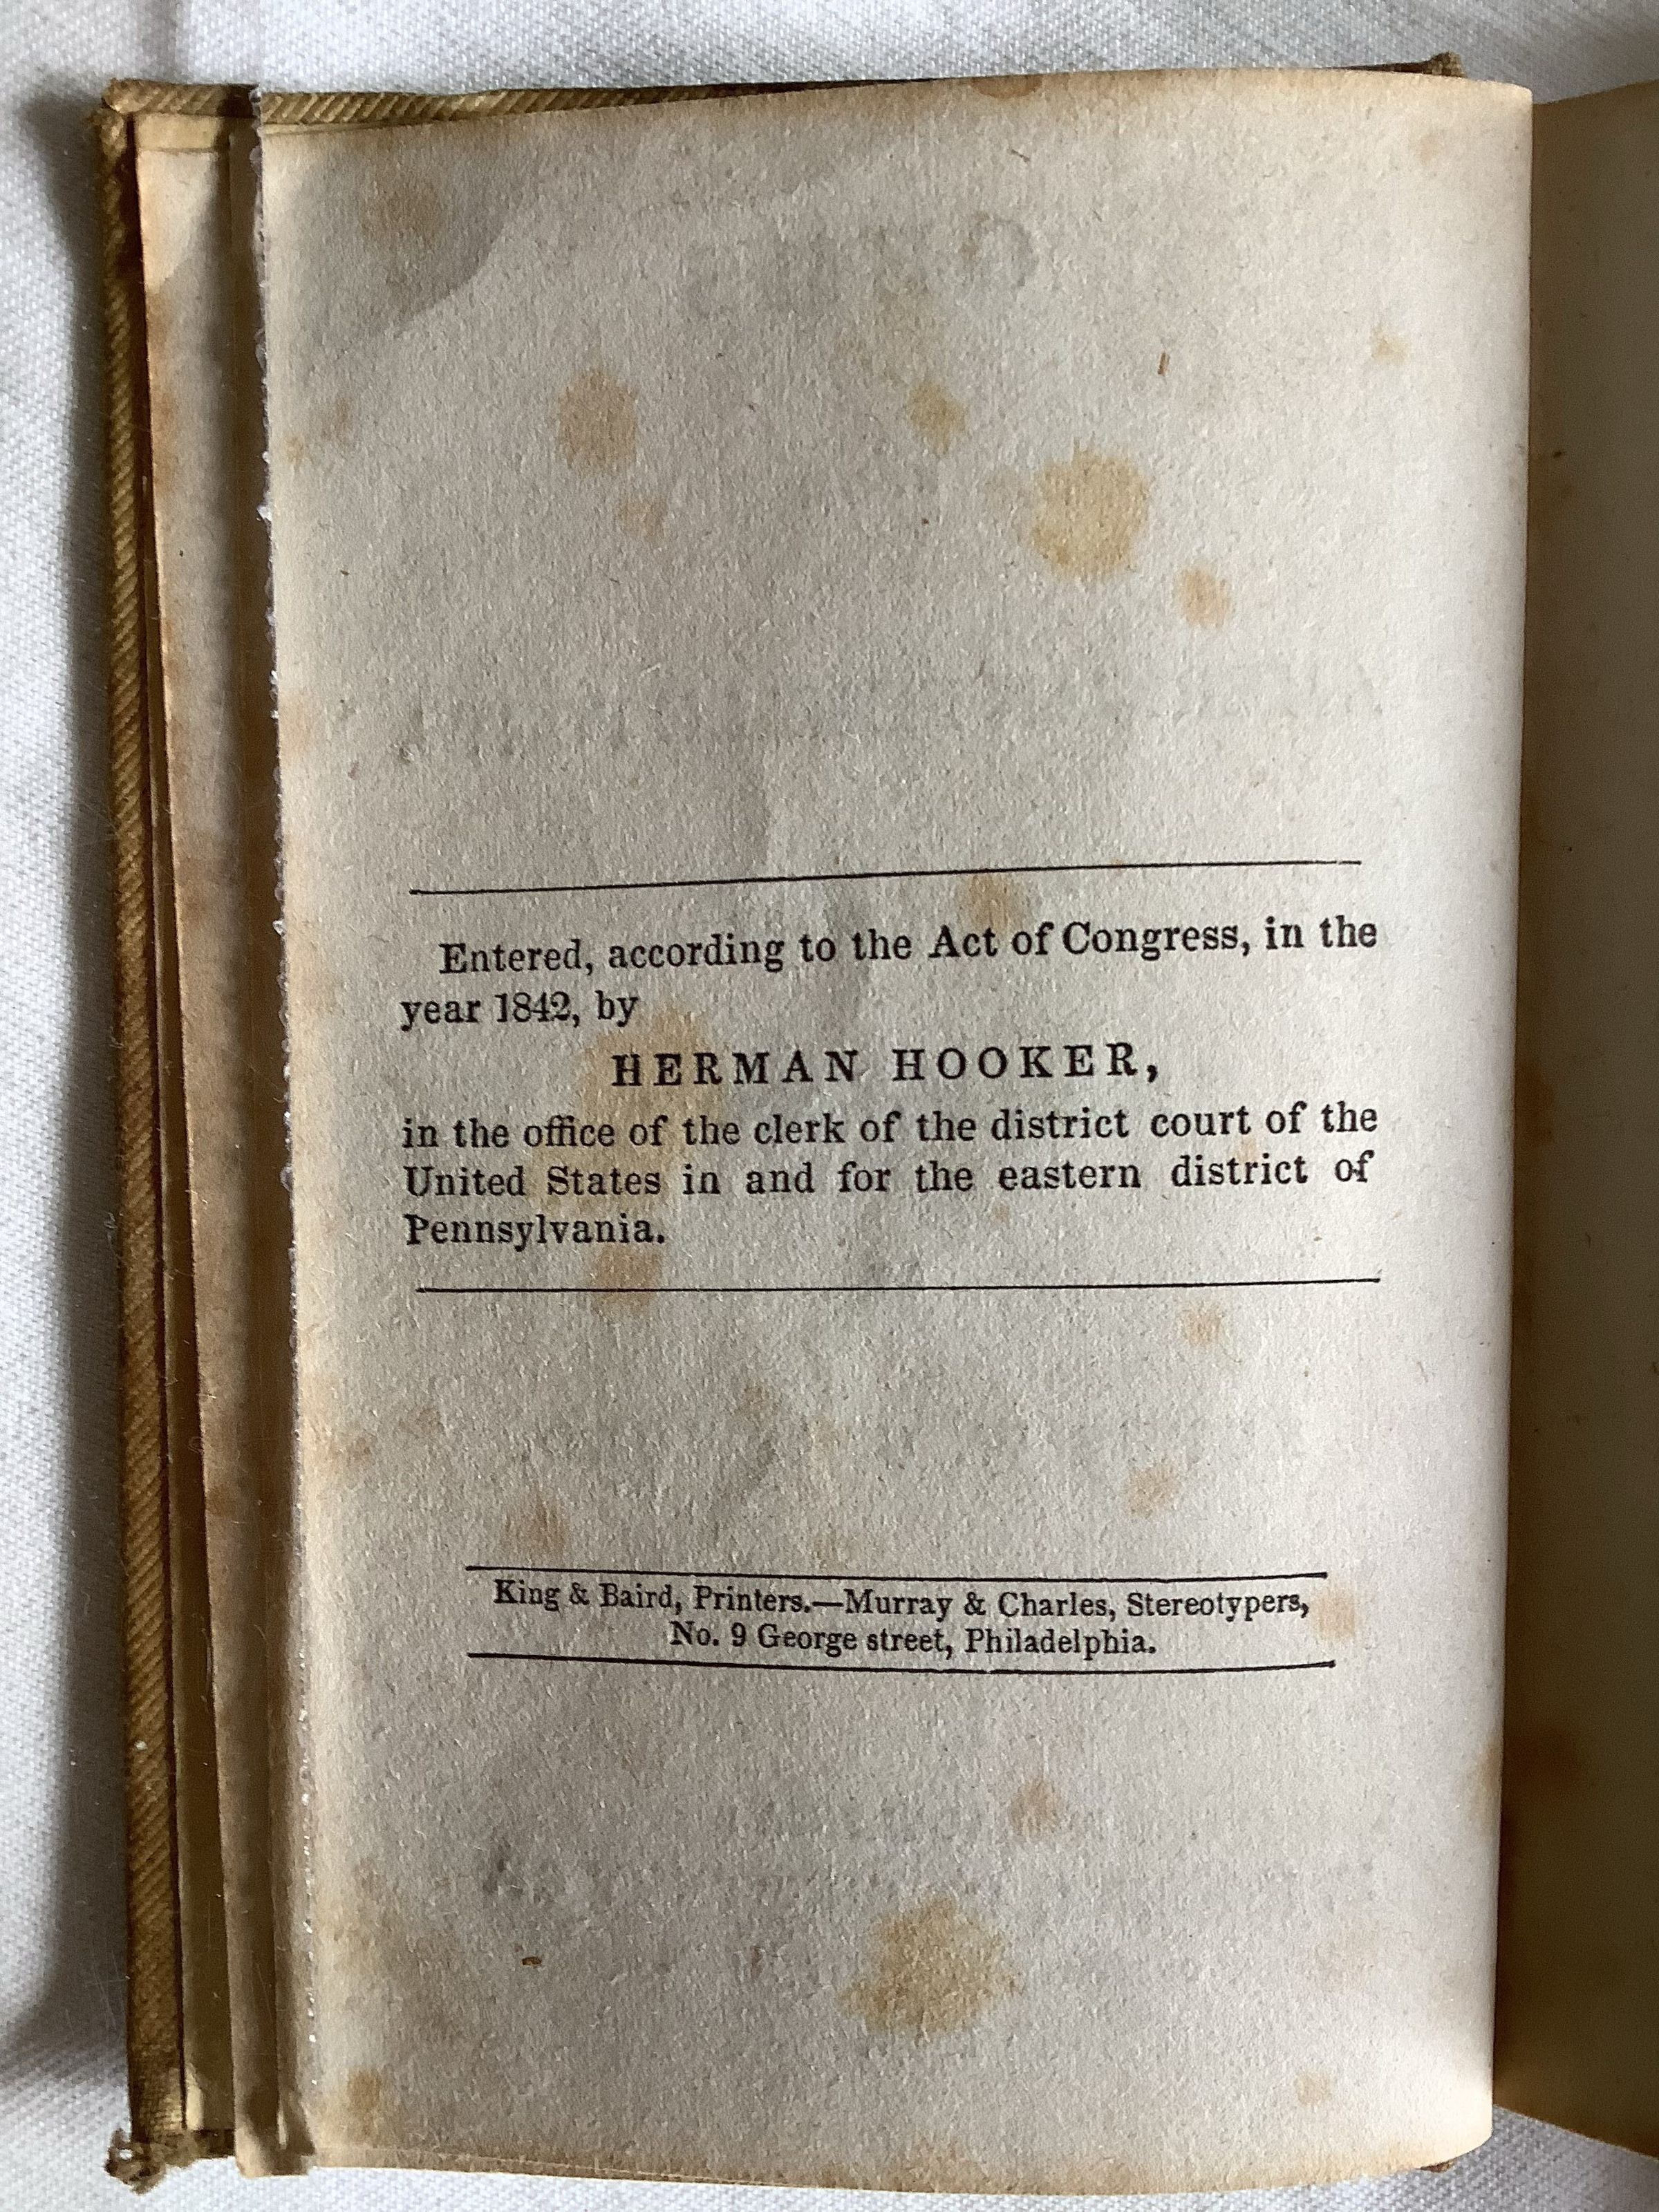 Entered, according to the Act of Congress, in the
year 1842, by
HERMAN HOOKER,
in the office of the clerk of the district court of the
United States in and for the eastern district of
Pennsylvania.
King & Baird, Printers.—Murray & Charles, Stereotypers,
No. 9 George street, Philadelphia.